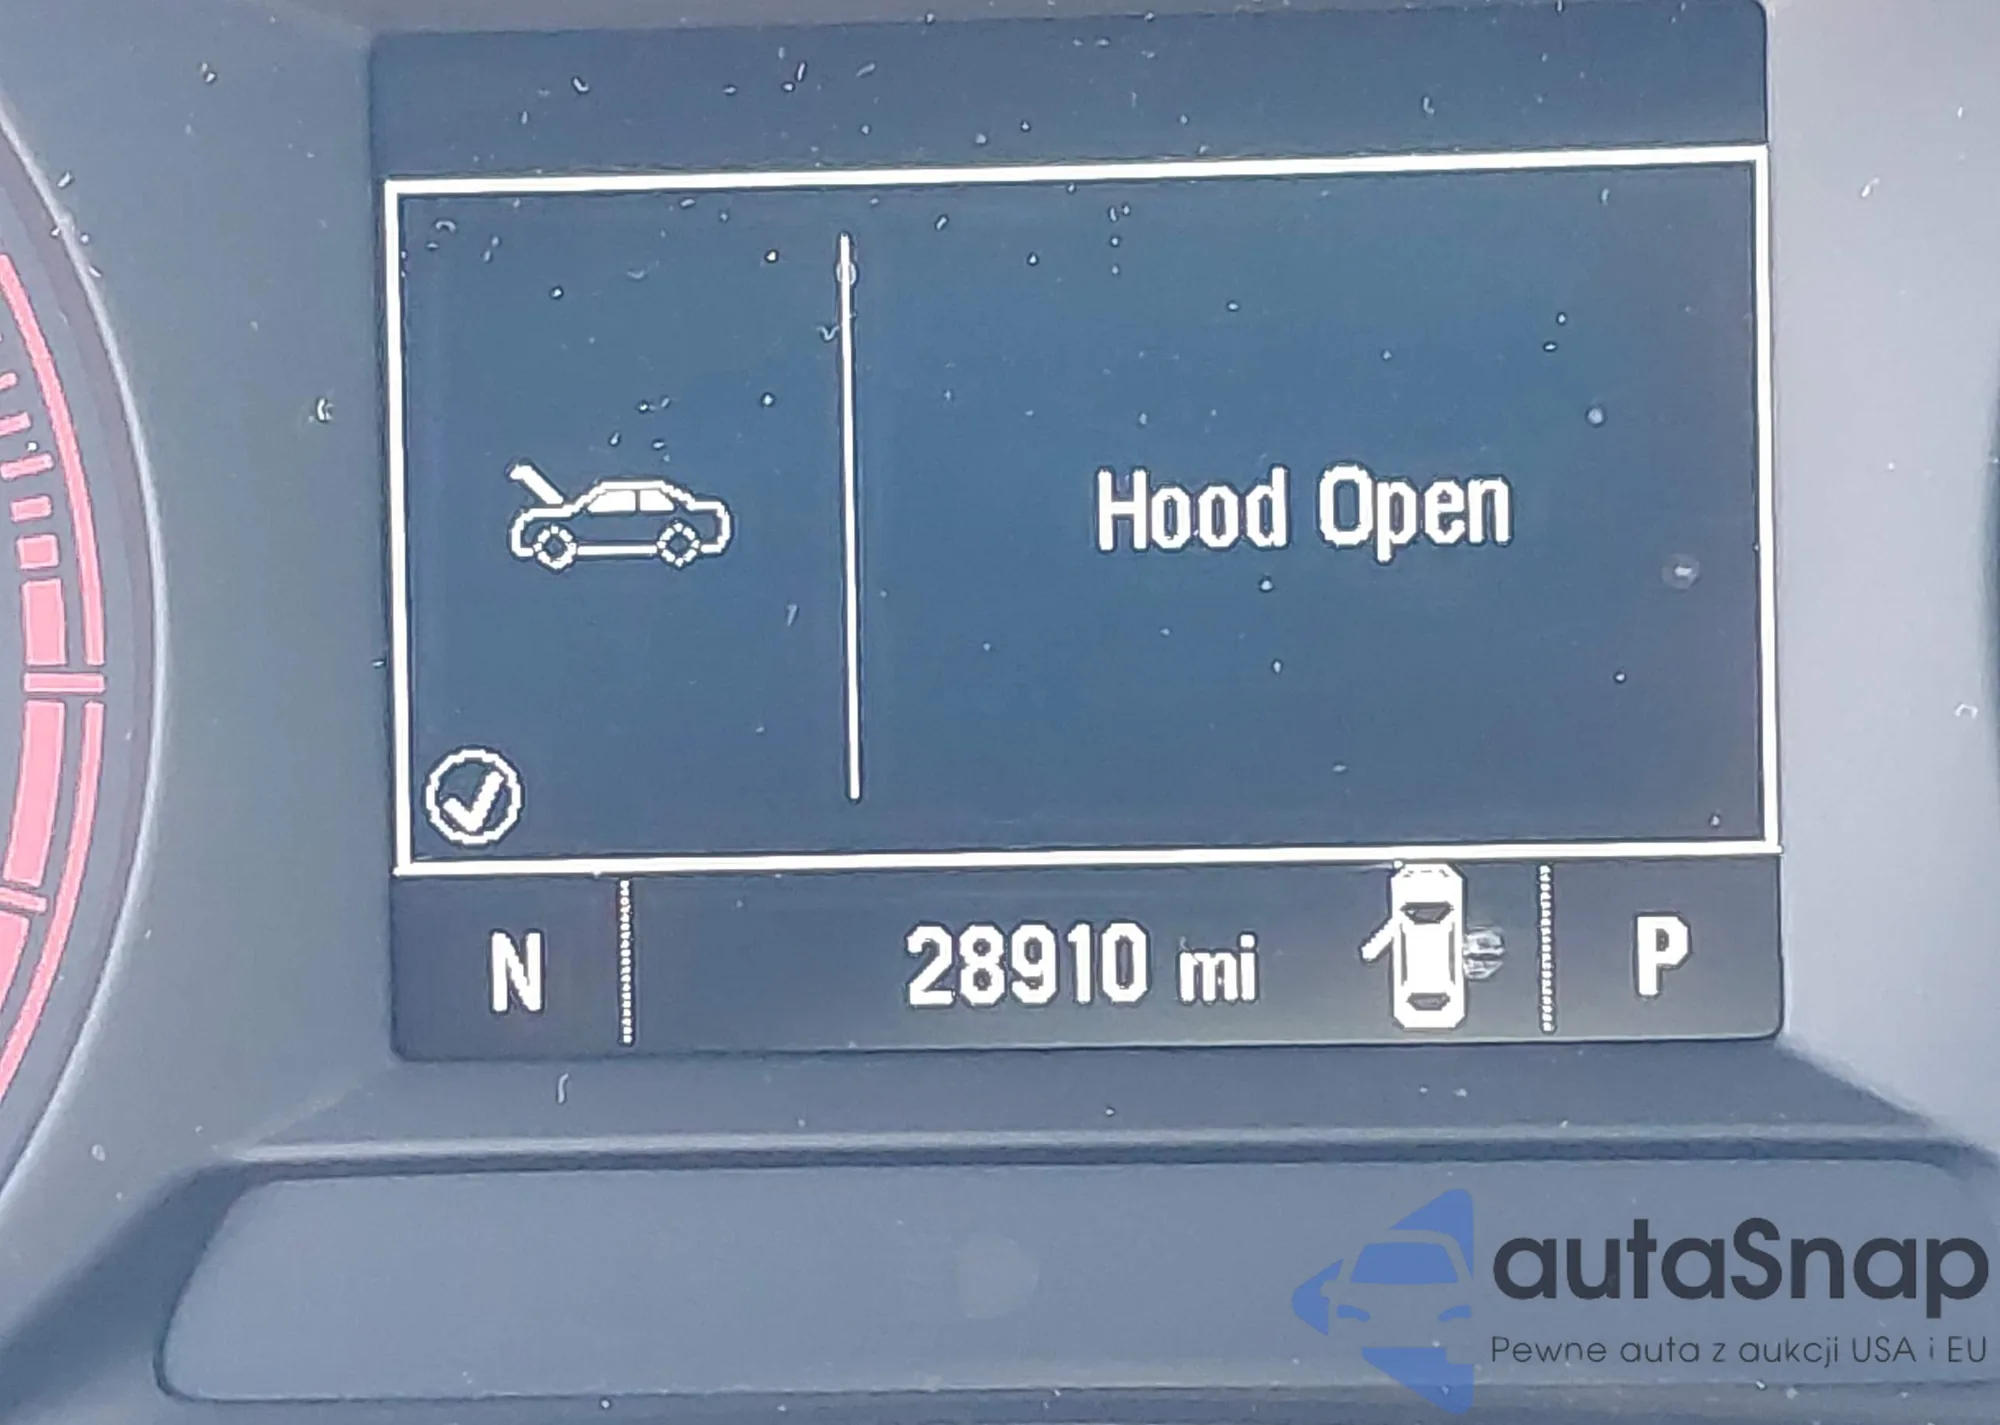 Hood Open
N 28910 mi P
autaSnap
Pewne auta z aukcji USA i EU